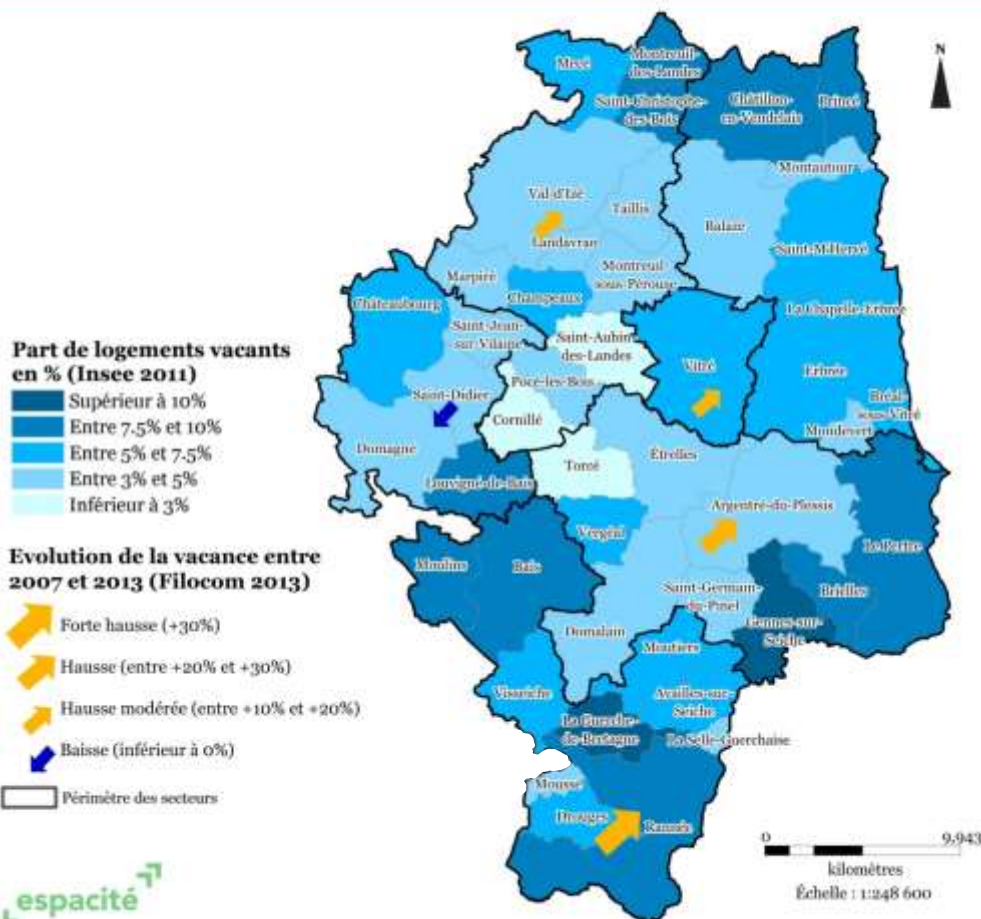 N
Mecé
Montreuil-
des-Landes
Saint-Christophe-
des-Bois
Châtillon-
en-Vendelais
Princé
Montautour
Val-d'Izé
Taillis
Landavran
Balazé
Saint-M'Hervé
Marpiré
Montreuil-
sous-Pérouse
Champeaux
Châteaubourg
La Chapelle-Erbrée
Saint-Jean-
sur-Vilaine
Saint-Aubin-
des-Landes
Vitré
Erbrée
Pocé-les-Bois
Saint-Didier
Bréal-
sous-Vitré
Mondevert
Cornillé
Domagné
Étrelles
Torcé
Louvigné-de-Bais
Argentré-du-Plessis
Vergéal
Le Pertre
Moulins
Bais
Brielles
Saint-Germain-
du-Pinel
Gennes-sur-
Seiche
Domalain
Moutiers
Visseiche
Availles-sur-
Seiche
La Guerche-
de-Bretagne
La Selle-Guerchaise
Moussé
Drouges
Rannée
Part de logements vacants
en % (Insee 2011)
Supérieur à 10%
Entre 7.5% et 10%
Entre 5% et 7.5%
Entre 3% et 5%
Inférieur à 3%
Evolution de la vacance entre
2007 et 2013 (Filocom 2013)
Forte hausse (+30%)
Hausse (entre +20% et +30%)
Hausse modérée (entre +10% et +20%)
Baisse (inférieur à 0%)
Périmètre des secteurs
0 9,943
kilomètres
Échelle : 1:248 600
espacité